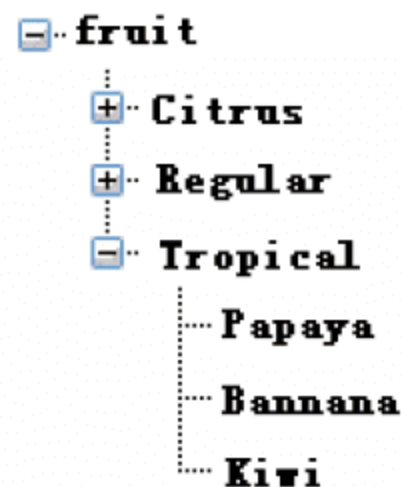 fruit
Citrus
Regular
Tropical
Papaya
Bannana
Kiwi